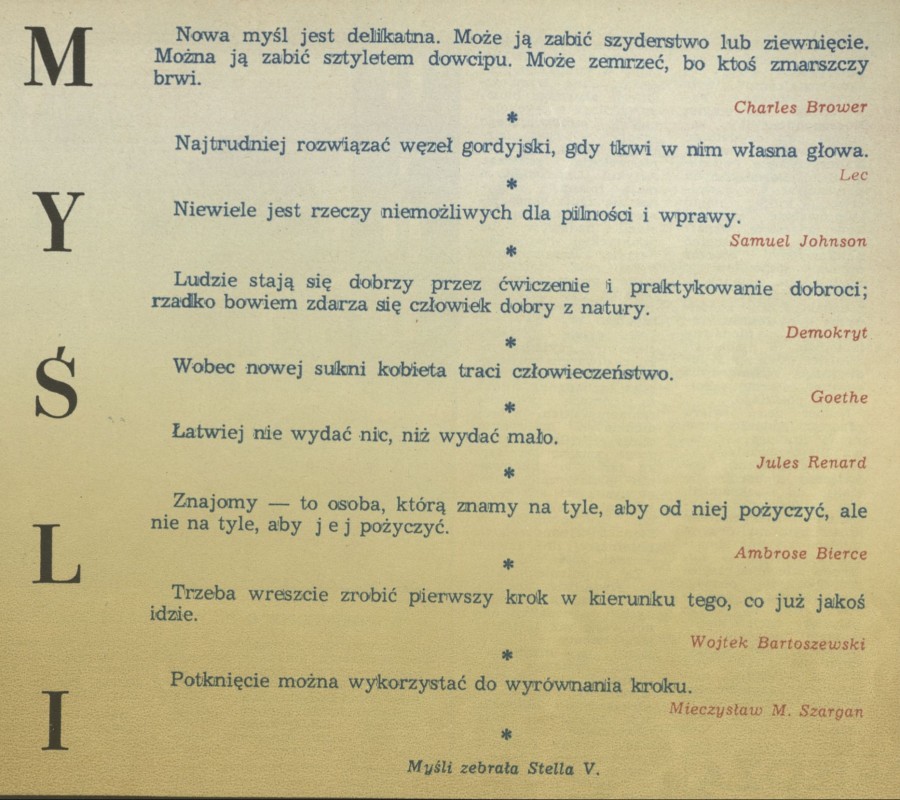 MYŚLI
Nowa myśl jest delikatna. Może ją zabić szyderstwo lub ziewnięcie.
Można ją zabić sztyletem dowcipu. Może zemrzeć, bo ktoś zmarszczy
brwi.
Charles Brower
*
Najtrudniej rozwiązać węzeł gordyjski, gdy tkwi w nim własna głowa.
Lec
*
Niewiele jest rzeczy niemożliwych dla pilności i wprawy.
Samuel Johnson
*
Ludzie stają się dobrzy przez ćwiczenie i praktykowanie dobroci;
rzadko bowiem zdarza się człowiek dobry z natury.
Demokryt
*
Wobec nowej sukni kobieta traci człowieczeństwo.
Goethe
*
Łatwiej nie wydać nic, niż wydać mało.
Jules Renard
*
Znajomy — to osoba, którą znamy na tyle, aby od niej pożyczyć, ale
nie na tyle, aby j e j pożyczyć.
Ambrose Bierce
*
Trzeba wreszcie zrobić pierwszy krok w kierunku tego, co już jakoś
idzie.
Wojtek Bartoszewski
*
Potknięcie można wykorzystać do wyrównania kroku.
Mieczysław M. Szargan
*
Myśli zebrała Stella V.